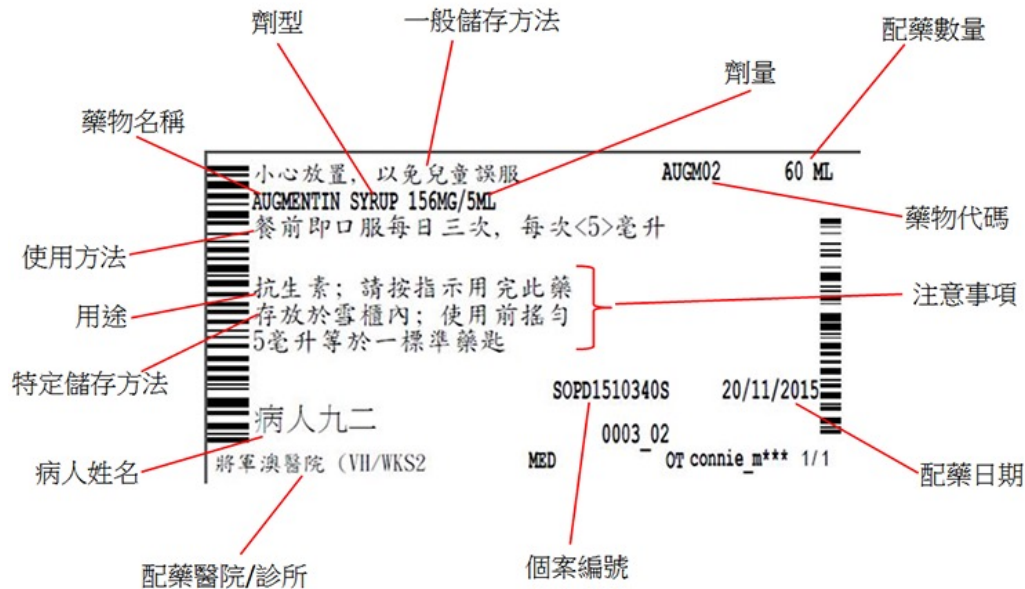 劑型
一般儲存方法
配藥數量
劑量
藥物名稱
小心放置，以免兒童誤服
AUGM02
60 ML
AUGMENTIN SYRUP 156MG/5ML
藥物代碼
餐前即口服每日三次，每次<5>毫升
使用方法
抗生素；請按指示用完此藥
注意事項
用途
存放於雪櫃內；使用前搖勻
5毫升等於一標準藥匙
特定儲存方法
SOPD1510340S
20/11/2015
病人九二
0003_02
病人姓名
將軍澳醫院 (VH/WKS2
MED
OT connie_m*** 1/1
配藥日期
配藥醫院/診所
個案編號